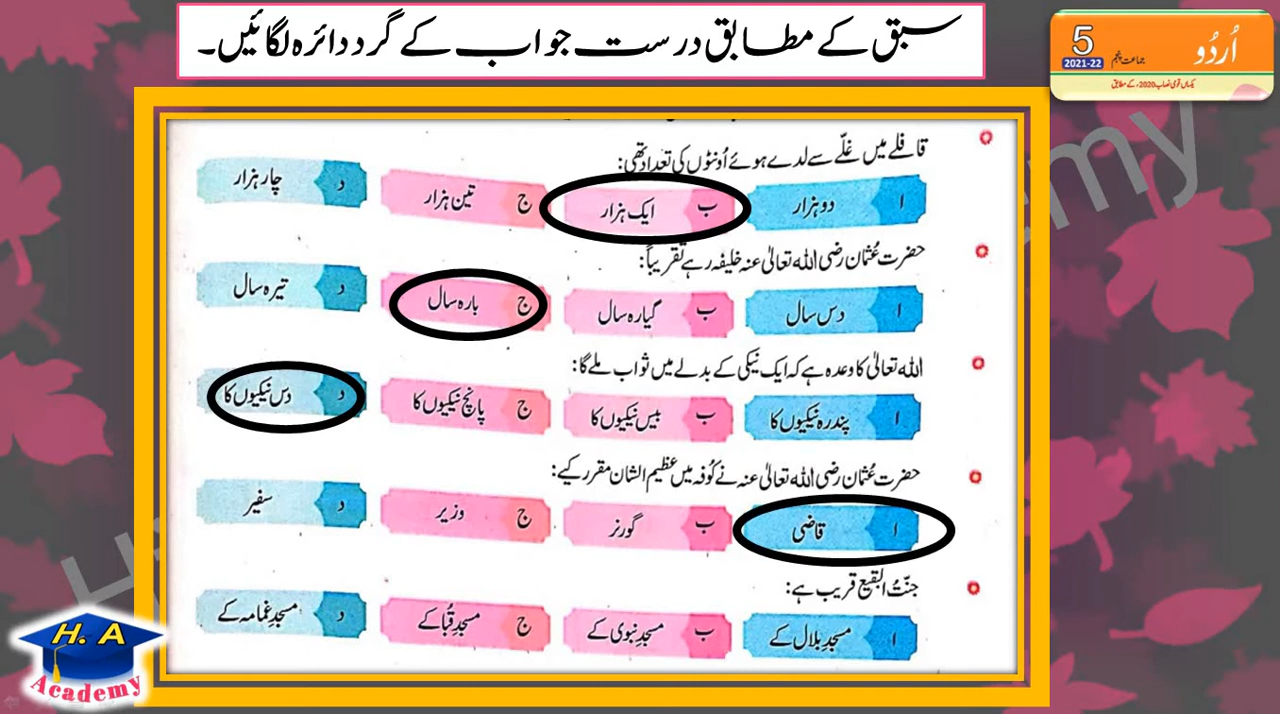 سبق کے مطابق درست جواب کے گرد دائرہ لگائیں۔
اُردُو
جماعت پنجم
5
2021-22
یکساں قومی نصاب 2020ء کے مطابق
قافلے میں غلّے سے لدے ہوئے اُونٹوں کی تعداد تھی:
ا دو ہزار ب ایک ہزار ج تین ہزار د چار ہزار
حضرت عُثمان رضی اللہ تعالیٰ عنہ خلیفہ رہے تقریباً:
ا دس سال ب گیارہ سال ج بارہ سال د تیرہ سال
اللہ تعالیٰ کا وعدہ ہے کہ ایک نیکی کے بدلے میں ثواب ملے گا:
ا پندرہ نیکیوں کا ب بیس نیکیوں کا ج پانچ نیکیوں کا د دس نیکیوں کا
حضرت عُثمان رضی اللہ تعالیٰ عنہ نے کُوفہ میں عظیم الشان مقرر کیے:
ا قاضی ب گورنر ج وزیر د سفیر
جنّتُ البقیع قریب ہے:
ا مسجدِ بلال کے ب مسجدِ نبوی کے ج مسجدِ قُبا کے د مسجدِ غمامہ کے
H. A
Academy